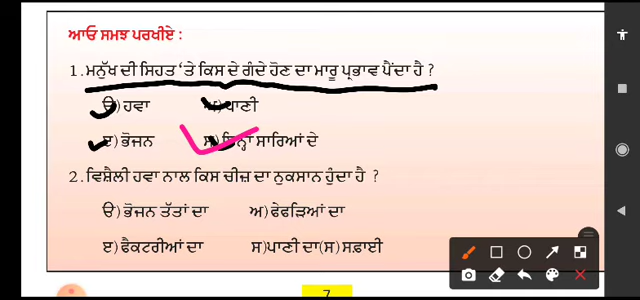 ਆਓ ਸਮਝ ਪਰਖੀਏ :
1. ਮਨੁੱਖ ਦੀ ਸਿਹਤ 'ਤੇ ਕਿਸ ਦੇ ਗੰਦੇ ਹੋਣ ਦਾ ਮਾਰੂ ਪ੍ਰਭਾਵ ਪੈਂਦਾ ਹੈ ?
ੳ) ਹਵਾ ਅ) ਪਾਣੀ
ੲ) ਭੋਜਨ ਸ) ਇਨ੍ਹਾਂ ਸਾਰਿਆਂ ਦੇ
2. ਵਿਸ਼ੈਲੀ ਹਵਾ ਨਾਲ ਕਿਸ ਚੀਜ਼ ਦਾ ਨੁਕਸਾਨ ਹੁੰਦਾ ਹੈ ?
ੳ) ਭੋਜਨ ਤੱਤਾਂ ਦਾ ਅ) ਫੇਫੜਿਆਂ ਦਾ
ੲ) ਫੈਕਟਰੀਆਂ ਦਾ ਸ) ਪਾਣੀ ਦਾ (ਸ) ਸਫ਼ਾਈ
7